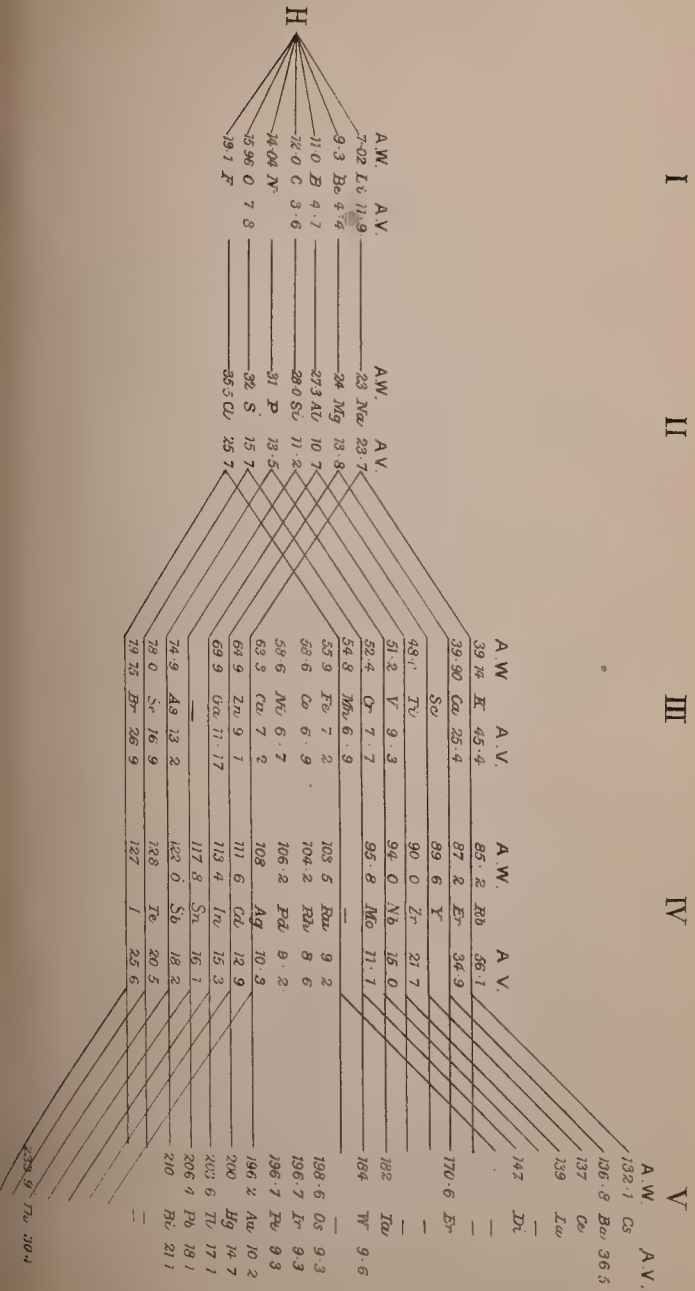 I II III IV V
H
A.W. A.V.
7·02 Li 11·9
9·3 Be 4·4
11·0 B 4·1
12·0 C 3·6
14·04 N
15 96 O 7 8
19·1 F
A.W. A V.
23 Na 23·7
24 Mg 13·8
27·3 Al 10 7
28·0 Si 11·2
31 P 13·5
32 S 15 7
35 5 Cl 25 7
A.W A.V.
39 14 K 45·4
39·90 Ca 25·4
Sc
48·1 Ti
51·2 V 9·3
52·4 Cr 7·7
54·8 Mn 6·9
55 9 Fe 7 2
58·6 Co 6·9
58·6 Ni 6·7
63 3 Cu 7 2
64 9 Zn 9 1
69 9 Ga 11·17
—
74·9 As 13 2
78 0 Se 16 9
79 75 Br 26 9
A.W. A V.
85·2 Rb 56·1
87·2 Sr 34·9
89 6 Y
90 0 Zr 21 7
94 0 Nb 15 0
95·8 Mo 11·1
—
103 5 Ru 9 2
104·2 Rh 8 6
106·2 Pd 9·2
108 Ag 10·3
111 6 Cd 12 9
113 4 In 15 3
117 8 Sn 16 1
122 0 Sb 18 2
128 Te 20 5
127 I 25 6
A.W. A.V.
132·1 Cs
136·8 Ba 36 5
137 Ce
139 La
—
147 Di
—
—
170·6 Er
—
—
182 Ta
184 W 9·6
—
198·6 Os 9·3
196·7 Ir 9·3
196·7 Pt 9 3
196 2 Au 10 2
200 Hg 14 7
203 6 Tl 17 1
206 4 Pb 18 1
210 Bi 21 1
—
—
Th 30·4